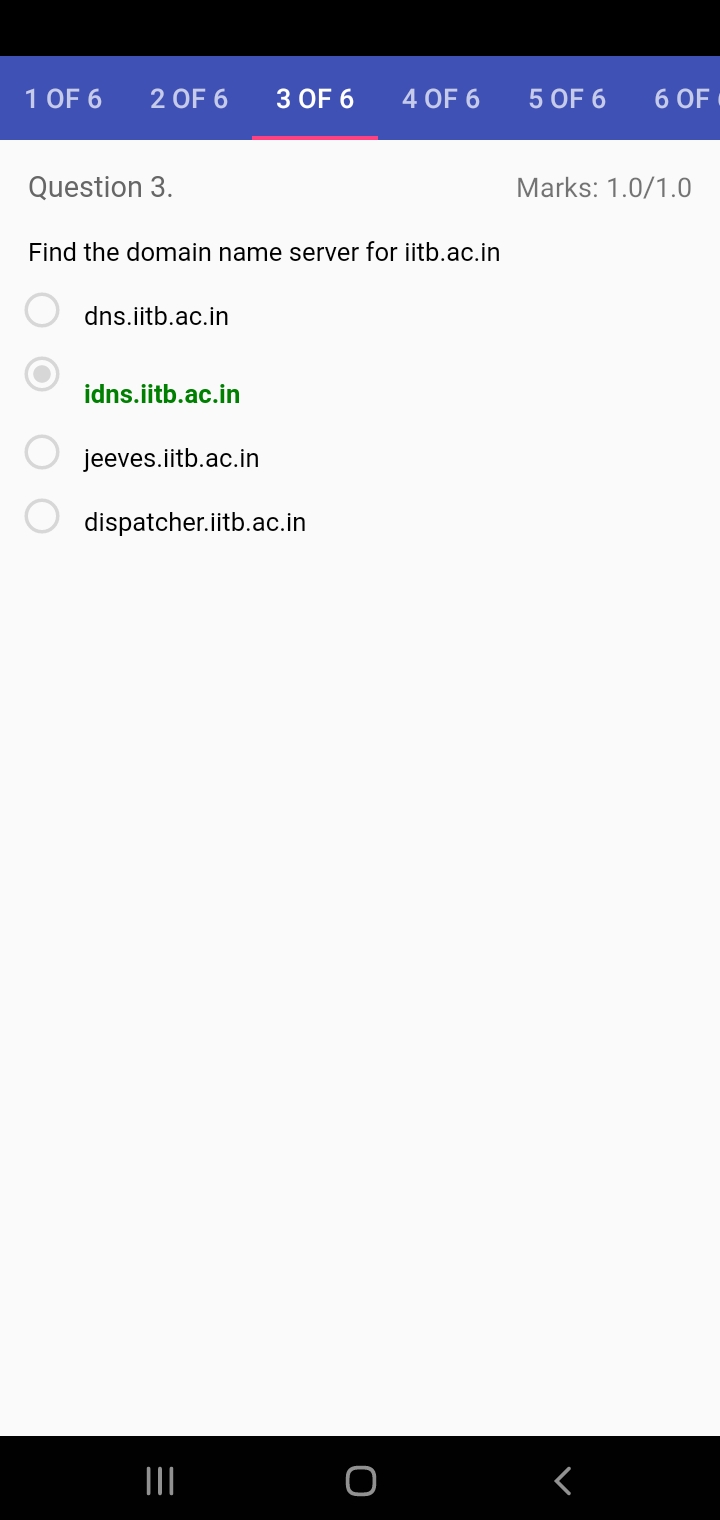 1 OF 6 2 OF 6 3 OF 6 4 OF 6 5 OF 6 6 OF
Question 3. Marks: 1.0/1.0
Find the domain name server for iitb.ac.in
dns.iitb.ac.in
idns.iitb.ac.in
jeeves.iitb.ac.in
dispatcher.iitb.ac.in